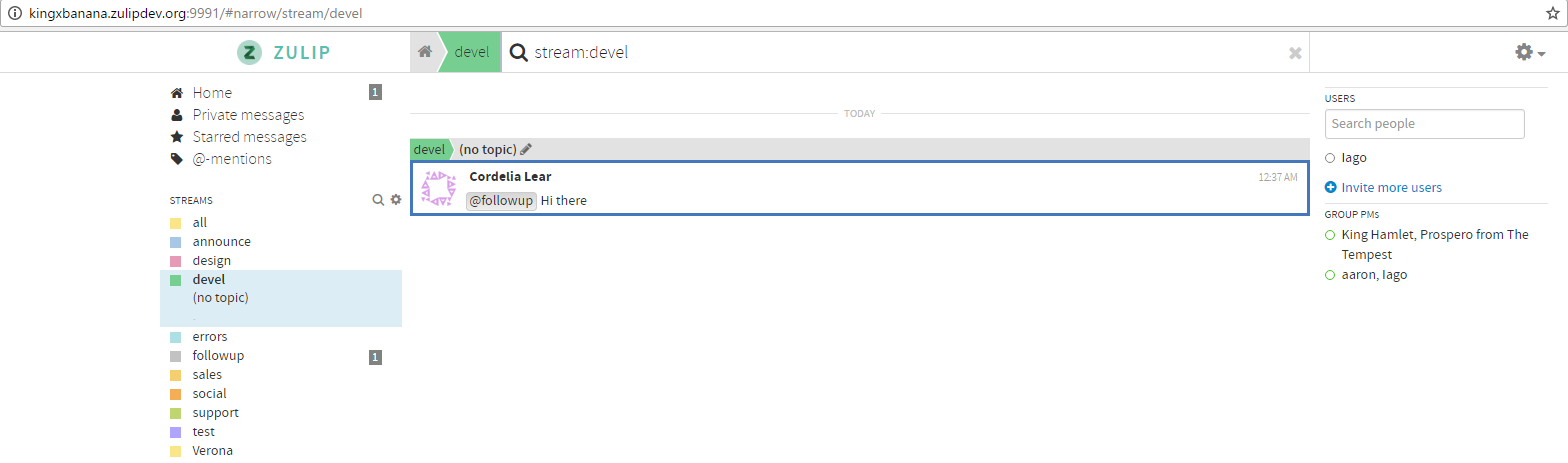 kingxbanana.zulipdev.org:9991/#narrow/stream/devel
ZULIP
devel
stream:devel
Home 1
Private messages
Starred messages
@-mentions
STREAMS
all
announce
design
devel
(no topic)
errors
followup 1
sales
social
support
test
Verona
TODAY
devel (no topic)
Cordelia Lear 12:37 AM
@followup Hi there
USERS
Search people
Iago
Invite more users
GROUP PMs
King Hamlet, Prospero from The
Tempest
aaron, Iago